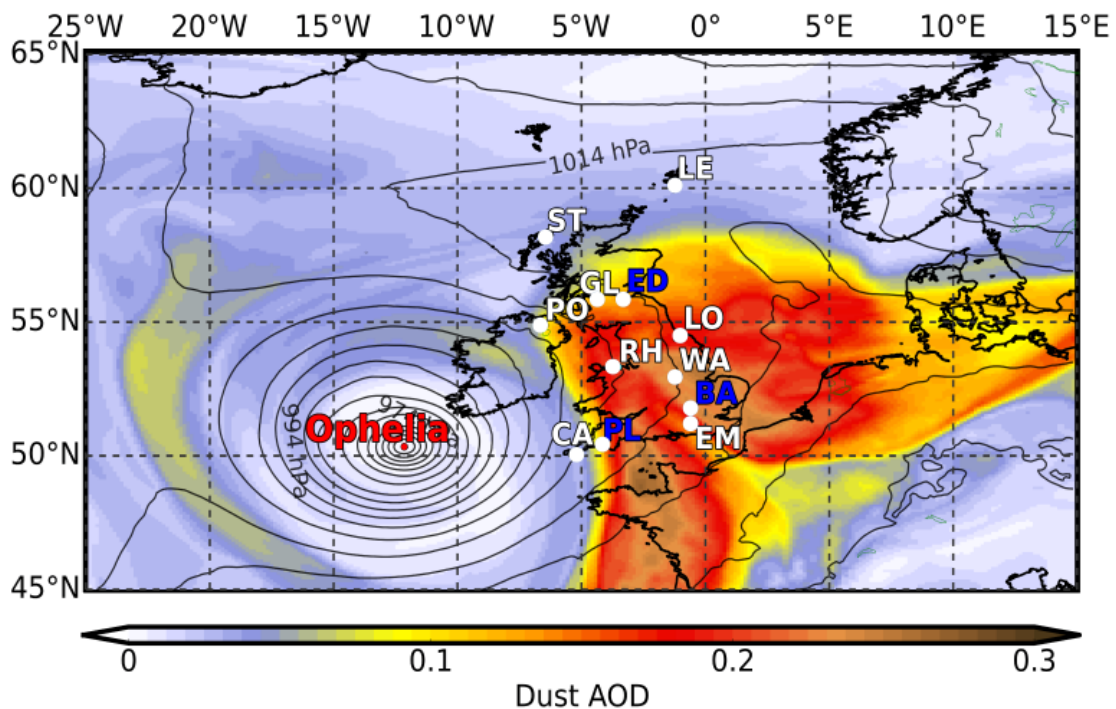 25°W 20°W 15°W 10°W 5°W 0° 5°E 10°E 15°E
65°N
1014 hPa
LE
60°N
ST
GL ED
PO
55°N
LO
RH
WA
BA
994 hPa
Ophelia
CA PL
EM
50°N
45°N
0 0.1 0.2 0.3
Dust AOD